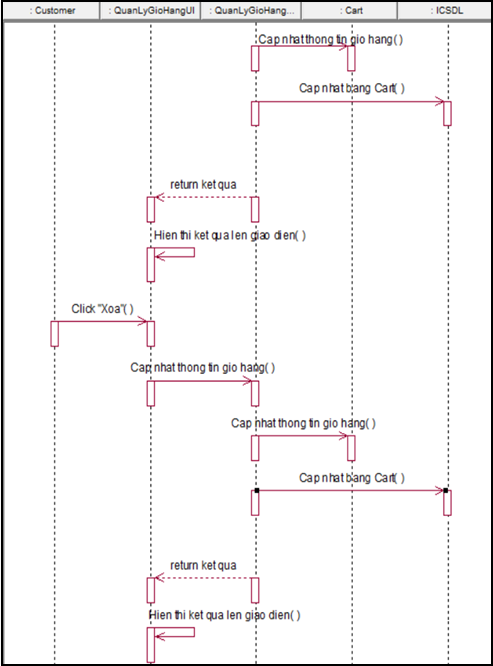 : Customer : QuanLyGioHangUI : QuanLyGioHang... : Cart : ICSDL
Cap nhat thong tin gio hang( )
Cap nhat bang Cart( )
return ket qua
Hien thi ket qua len giao dien( )
Click "Xoa"( )
Cap nhat thong tin gio hang( )
Cap nhat thong tin gio hang( )
Cap nhat bang Cart( )
return ket qua
Hien thi ket qua len giao dien( )